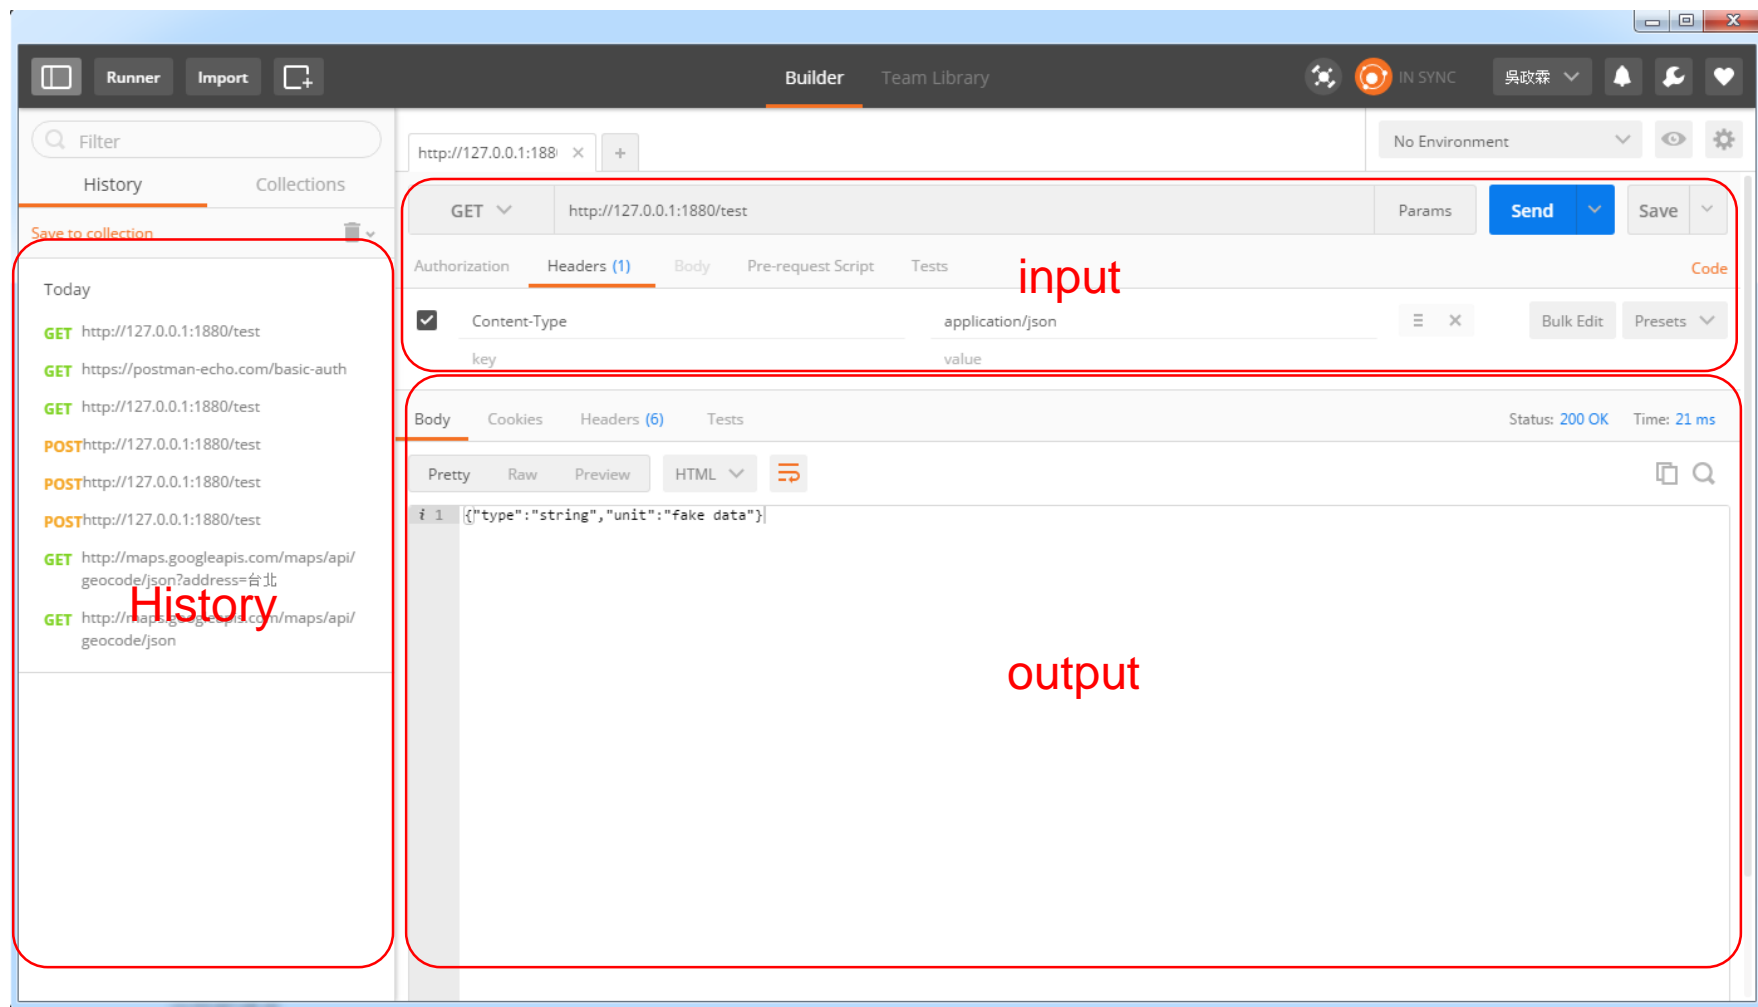 Runner Import Builder Team Library IN SYNC 吳政霖
Filter
History Collections
Save to collection
Today
GET http://127.0.0.1:1880/test
GET https://postman-echo.com/basic-auth
GET http://127.0.0.1:1880/test
POST http://127.0.0.1:1880/test
POST http://127.0.0.1:1880/test
POST http://127.0.0.1:1880/test
GET http://maps.googleapis.com/maps/api/
geocode/json?address=台北
GET http://maps.googleapis.com/maps/api/
geocode/json
History
http://127.0.0.1:188 No Environment
GET http://127.0.0.1:1880/test Params Send Save
Authorization Headers (1) Body Pre-request Script Tests Code
input
Content-Type application/json Bulk Edit Presets
key value
Body Cookies Headers (6) Tests Status: 200 OK Time: 21 ms
Pretty Raw Preview HTML
i 1 {"type":"string","unit":"fake data"}
output